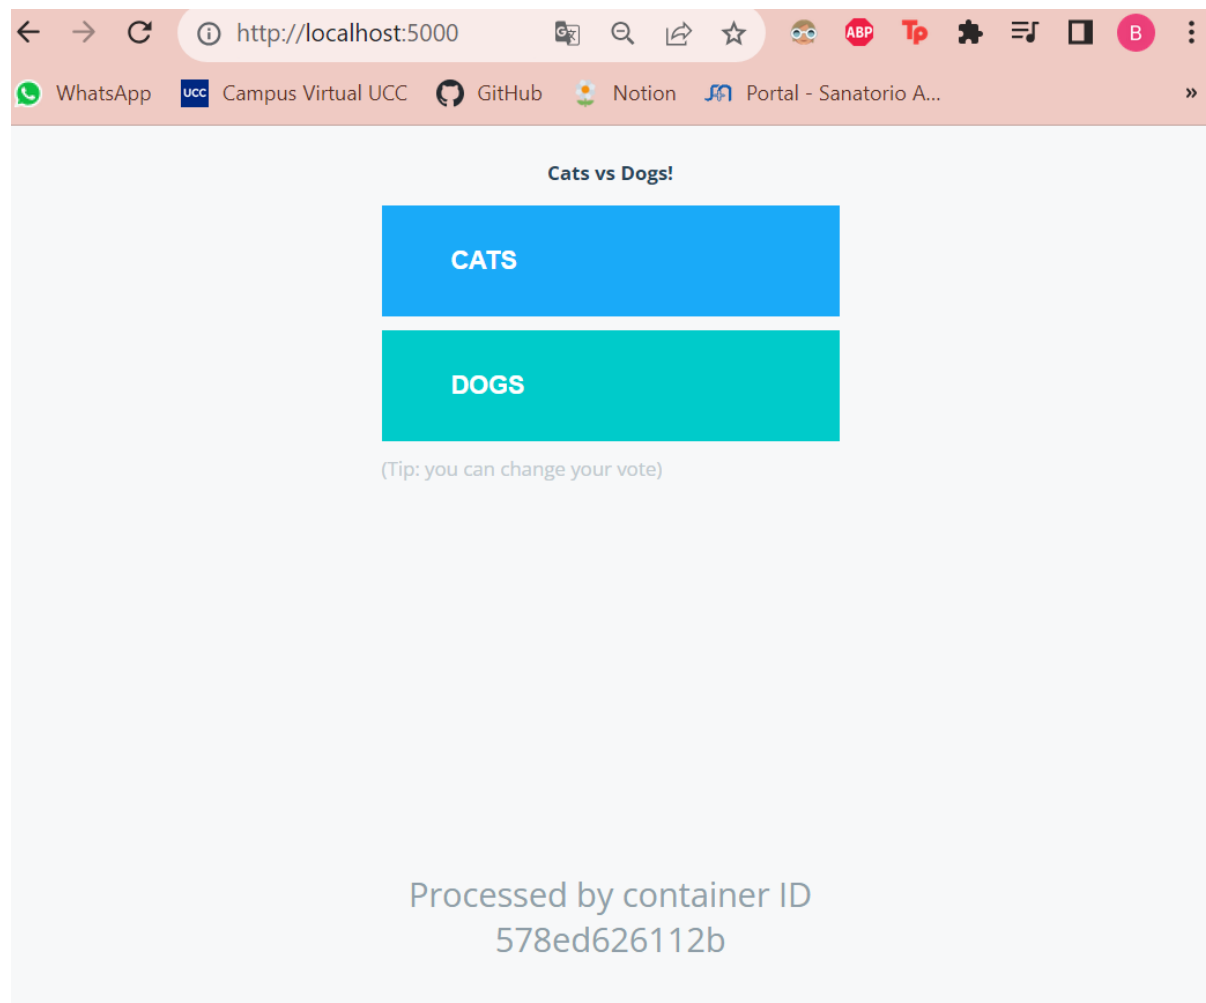 http://localhost:5000
ABP
Tp
B
WhatsApp
UCC
Campus Virtual UCC
GitHub
Notion
Portal - Sanatorio A...
»
Cats vs Dogs!
CATS
DOGS
(Tip: you can change your vote)
Processed by container ID
578ed626112b